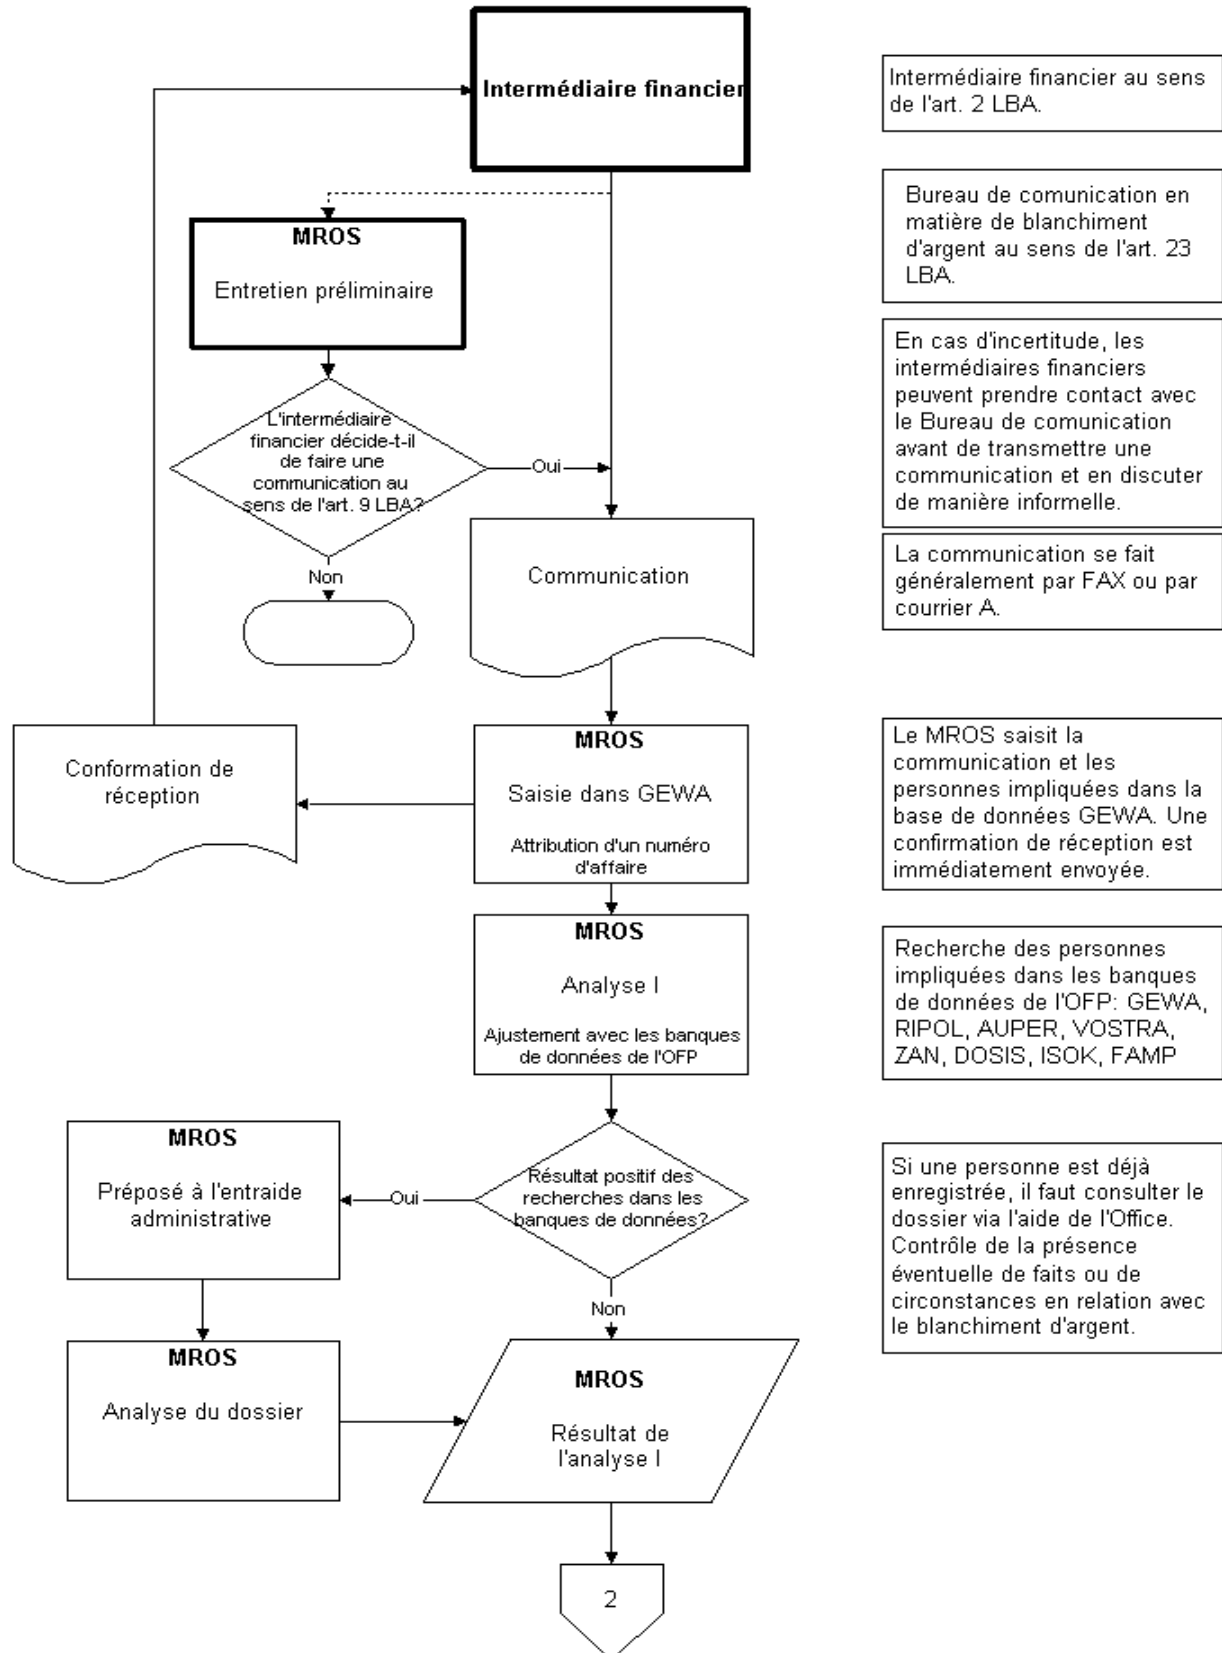 Intermédiaire financier
Intermédiaire financier au sens
de l'art. 2 LBA.
MROS
Entretien préliminaire
Bureau de comunication en
matière de blanchiment
d'argent au sens de l'art. 23
LBA.
L'intermédiaire
financier décide-t-il
de faire une
communication au
sens de l'art. 9 LBA?
Oui
Non
En cas d'incertitude, les
intermédiaires financiers
peuvent prendre contact avec
le Bureau de comunication
avant de transmettre une
communication et en discuter
de manière informelle.
Communication
La communication se fait
généralement par FAX ou par
courrier A.
Conformation de
réception
MROS
Saisie dans GEWA
Attribution d'un numéro
d'affaire
Le MROS saisit la
communication et les
personnes impliquées dans la
base de données GEWA. Une
confirmation de réception est
immédiatement envoyée.
MROS
Analyse I
Ajustement avec les banques
de données de l'OFP
Recherche des personnes
impliquées dans les banques
de données de l'OFP: GEWA,
RIPOL, AUPER, VOSTRA,
ZAN, DOSIS, ISOK, FAMP
MROS
Préposé à l'entraide
administrative
Oui
Résultat positif des
recherches dans les
banques de données?
Non
Si une personne est déjà
enregistrée, il faut consulter le
dossier via l'aide de l'Office.
Contrôle de la présence
éventuelle de faits ou de
circonstances en relation avec
le blanchiment d'argent.
MROS
Analyse du dossier
MROS
Résultat de
l'analyse I
2